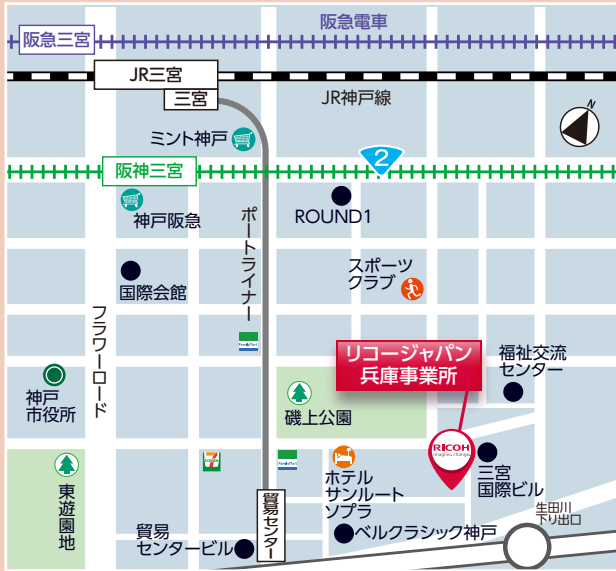 阪急電車
阪急三宮
JR三宮
三宮
JR神戸線
N
ミント神戸
2
阪神三宮
神戸阪急
ROUND1
ポートライナー
スポーツ
クラブ
国際会館
フラワーロード
FamilyMart
リコージャパン
兵庫事業所
福祉交流
センター
神戸
市役所
磯上公園
RICOH
imagine. change.
7
ELEVEN
FamilyMart
東遊園地
ホテル
サンルート
ソプラ
三宮
国際ビル
貿易センター
生田川
下り出口
貿易
センタービル
ベルクラシック神戸